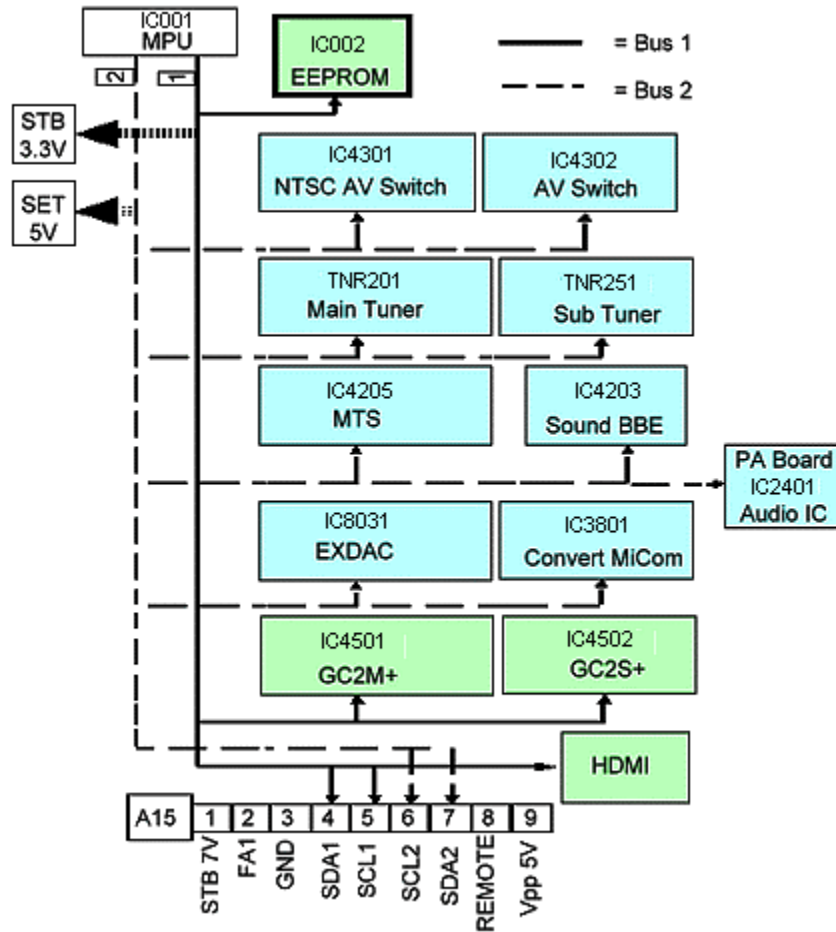 IC001
MPU
2
1
IC002
EEPROM
= Bus 1
= Bus 2
STB
3.3V
SET
5V
IC4301
NTSC AV Switch
IC4302
AV Switch
TNR201
Main Tuner
TNR251
Sub Tuner
IC4205
MTS
IC4203
Sound BBE
PA Board
IC2401
Audio IC
IC8031
EXDAC
IC3801
Convert MiCom
IC4501
GC2M+
IC4502
GC2S+
HDMI
A15
1 2 3 4 5 6 7 8 9
STB 7V
FA1
GND
SDA1
SCL1
SCL2
SDA2
REMOTE
Vpp 5V